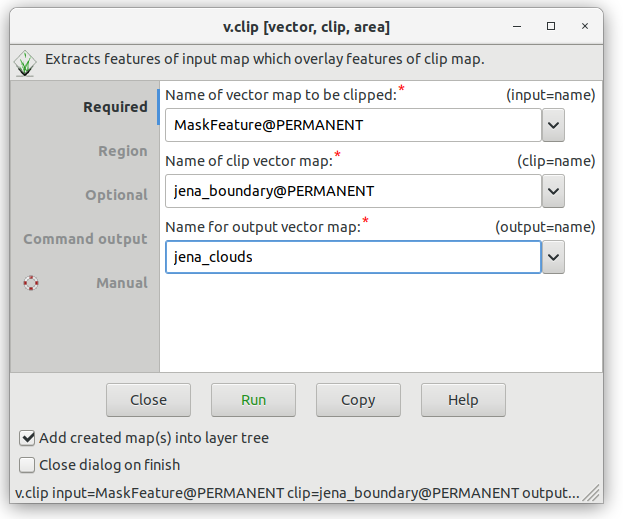 v.clip [vector, clip, area]
Extracts features of input map which overlay features of clip map.
Required
Region
Optional
Command output
Manual
Name of vector map to be clipped:* (input=name)
MaskFeature@PERMANENT
Name of clip vector map:* (clip=name)
jena_boundary@PERMANENT
Name for output vector map:* (output=name)
jena_clouds
Close Run Copy Help
Add created map(s) into layer tree
Close dialog on finish
v.clip input=MaskFeature@PERMANENT clip=jena_boundary@PERMANENT output...